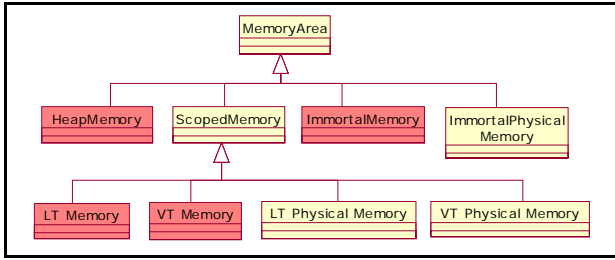 MemoryArea
HeapMemory
ScopedMemory
ImmortalMemory
ImmortalPhysical
Memory
LT Memory
VT Memory
LT Physical Memory
VT Physical Memory